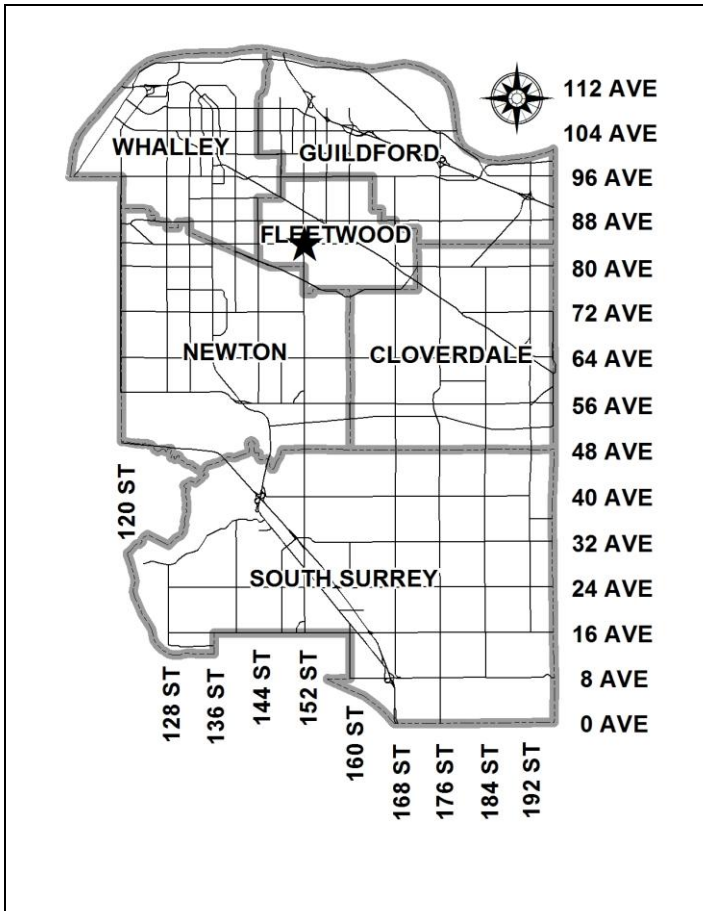 112 AVE
104 AVE
WHALLEY
GUILDFORD
96 AVE
88 AVE
FLEETWOOD
80 AVE
72 AVE
NEWTON
CLOVERDALE
64 AVE
56 AVE
48 AVE
120 ST
40 AVE
32 AVE
SOUTH SURREY
24 AVE
16 AVE
8 AVE
128 ST
136 ST
144 ST
152 ST
160 ST
0 AVE
168 ST
176 ST
184 ST
192 ST